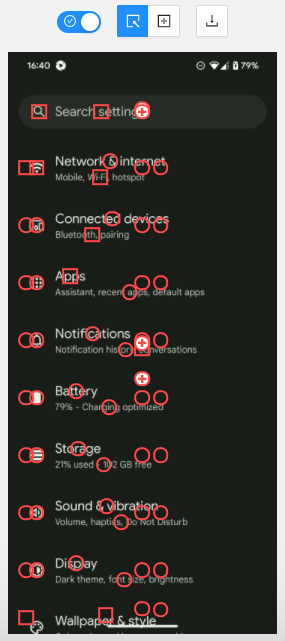 16:40 79%
Search settings
Network & internet
Mobile, Wi-Fi, hotspot
Connected devices
Bluetooth, pairing
Apps
Assistant, recent apps, default apps
Notifications
Notification history, conversations
Battery
79% - Charging optimized
Storage
21% used - 102 GB free
Sound & vibration
Volume, haptics, Do Not Disturb
Display
Dark theme, font size, brightness
Wallpaper & style